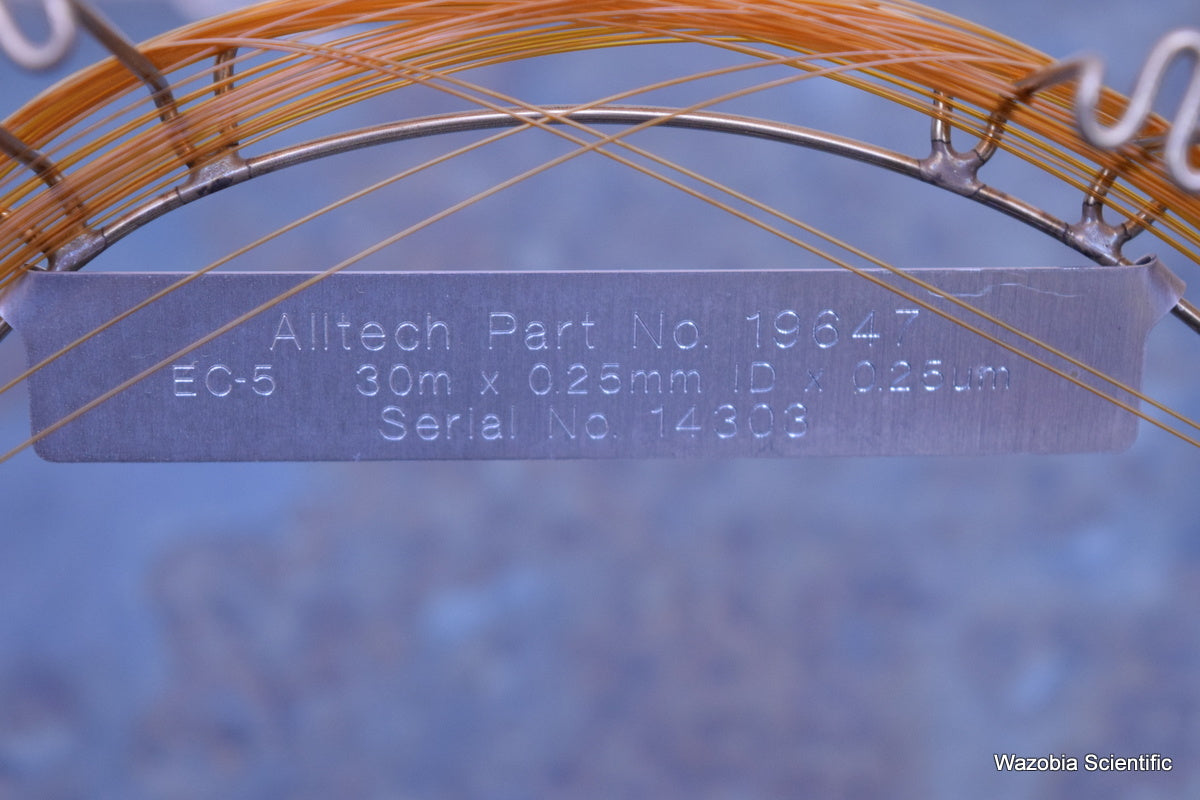 Alltech Part No. 19647
EC-5 30m x 0.25mm ID x 0.25um
Serial No. 14303
Wazobia Scientific